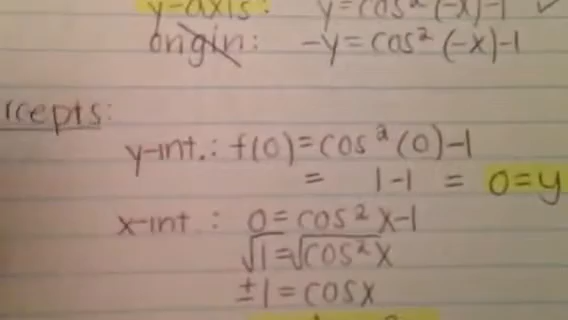 y-axis: y=cos²(-x)-1 ✓
origin: -y=cos²(-x)-1
rcepts:
y-int.: f(0)=cos²(0)-1
= 1-1 = 0=y
x-int.: 0=cos²x-1
√1=√cos²x
±1=cosx